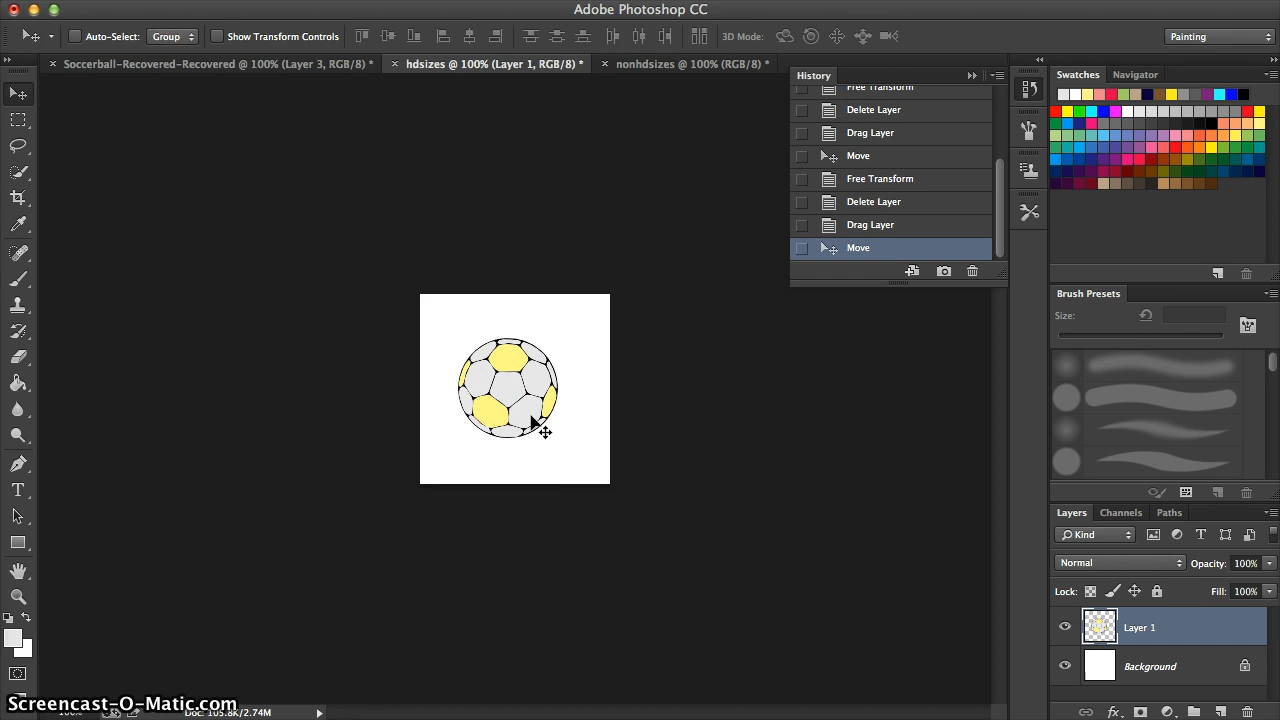 Adobe Photoshop CC
Auto-Select: Group Show Transform Controls 3D Mode: Painting
Soccerball-Recovered-Recovered @ 100% (Layer 3, RGB/8) * hdsizes @ 100% (Layer 1, RGB/8) * nonhdsizes @ 100% (RGB/8) *
History
Free Transform
Delete Layer
Drag Layer
Move
Free Transform
Delete Layer
Drag Layer
Move
Swatches Navigator
Brush Presets
Size:
Layers Channels Paths
Kind
Normal Opacity: 100%
Lock: Fill: 100%
Layer 1
Background
Doc: 105.8K/2.74M
Screencast-O-Matic.com